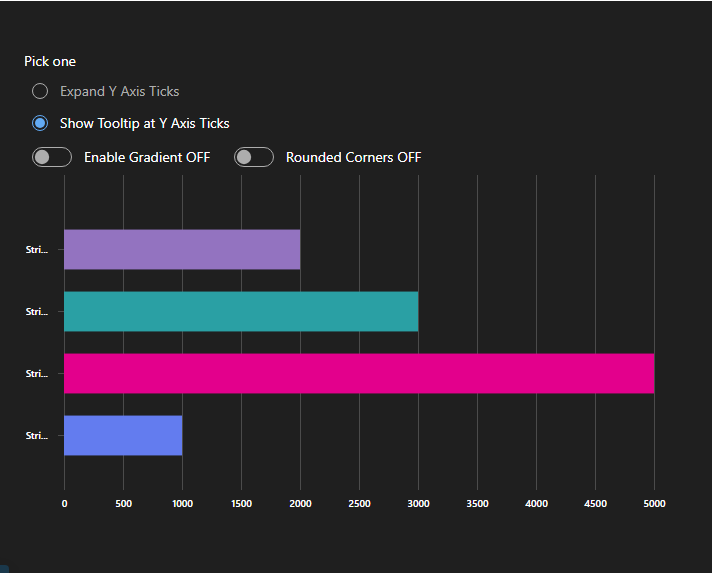 Pick one
Expand Y Axis Ticks
Show Tooltip at Y Axis Ticks
Enable Gradient OFF Rounded Corners OFF
Stri...
Stri...
Stri...
Stri...
0 500 1000 1500 2000 2500 3000 3500 4000 4500 5000